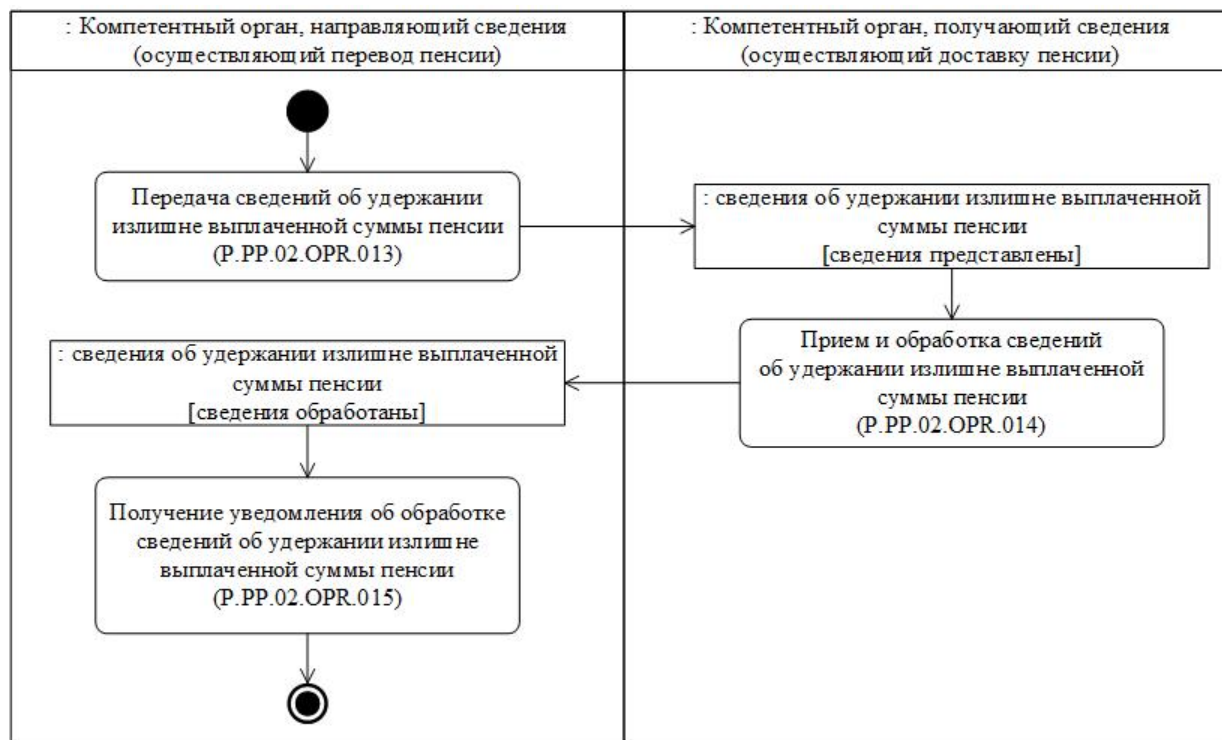 : Компетентный орган, направляющий сведения
(осуществляющий перевод пенсии)
: Компетентный орган, получающий сведения
(осуществляющий доставку пенсии)
Передача сведений об удержании
излишне выплаченной суммы пенсии
(P.PP.02.OPR.013)
: сведения об удержании излишне выплаченной
суммы пенсии
[сведения представлены]
Прием и обработка сведений
об удержании излишне выплаченной
суммы пенсии
(P.PP.02.OPR.014)
: сведения об удержании излишне выплаченной
суммы пенсии
[сведения обработаны]
Получение уведомления об обработке
сведений об удержании излишне
выплаченной суммы пенсии
(P.PP.02.OPR.015)